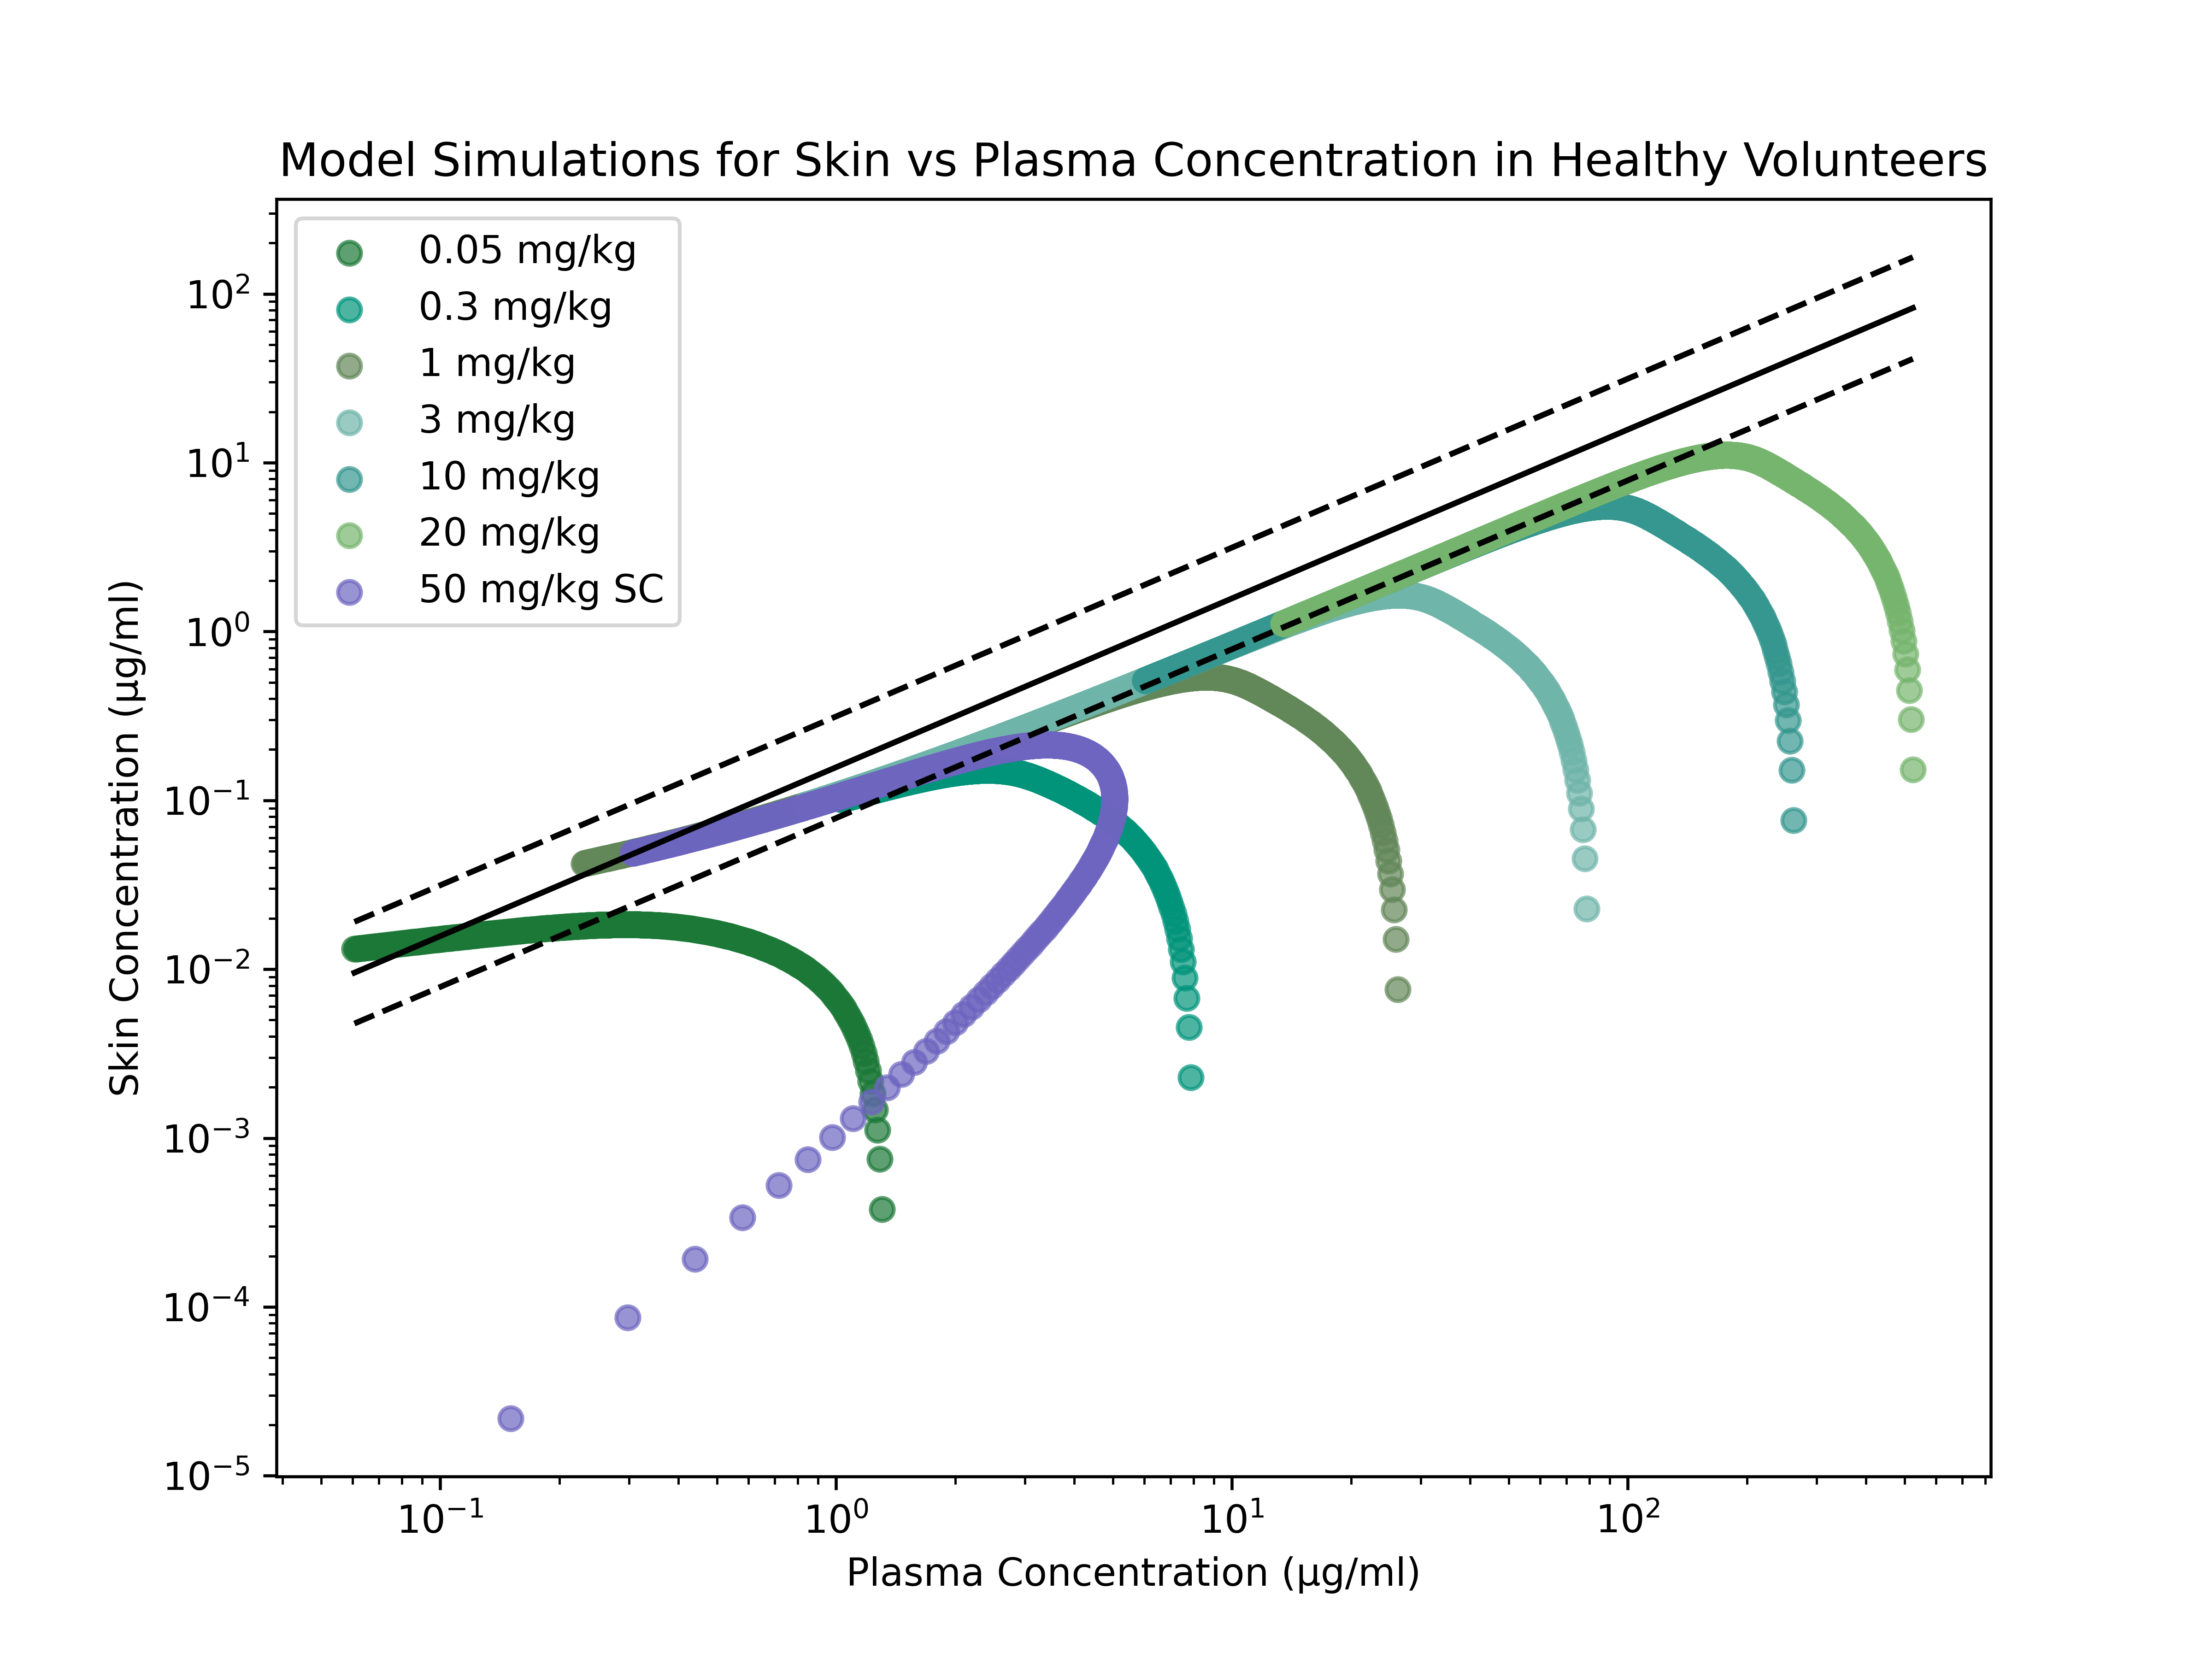 Model Simulations for Skin vs Plasma Concentration in Healthy Volunteers
0.05 mg/kg
0.3 mg/kg
1 mg/kg
3 mg/kg
10 mg/kg
20 mg/kg
50 mg/kg SC
Skin Concentration (µg/ml)
10²
10¹
10⁰
10⁻¹
10⁻²
10⁻³
10⁻⁴
10⁻⁵
10⁻¹ 10⁰ 10¹ 10²
Plasma Concentration (µg/ml)